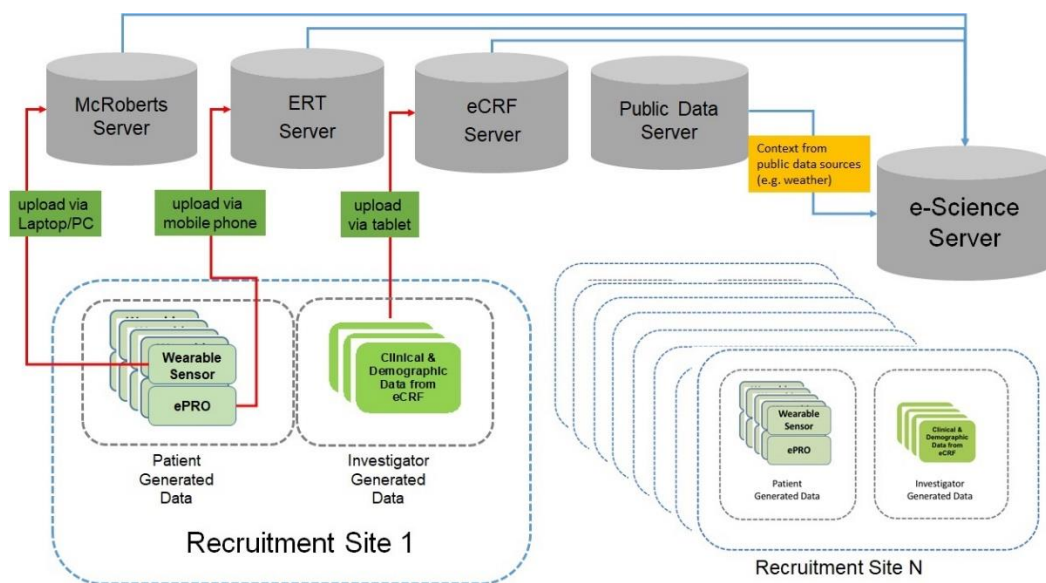 McRoberts
Server
ERT
Server
eCRF
Server
Public Data
Server
Context from
public data sources
(e.g. weather)
e-Science
Server
upload via
Laptop/PC
upload via
mobile phone
upload
via tablet
Wearable
Sensor
ePRO
Clinical &
Demographic
Data from
eCRF
Patient
Generated
Data
Investigator
Generated
Data
Recruitment Site 1
Wearable
Sensor
ePRO
Clinical &
Demographic
Data from
eCRF
Patient
Generated Data
Investigator
Generated Data
Recruitment Site N